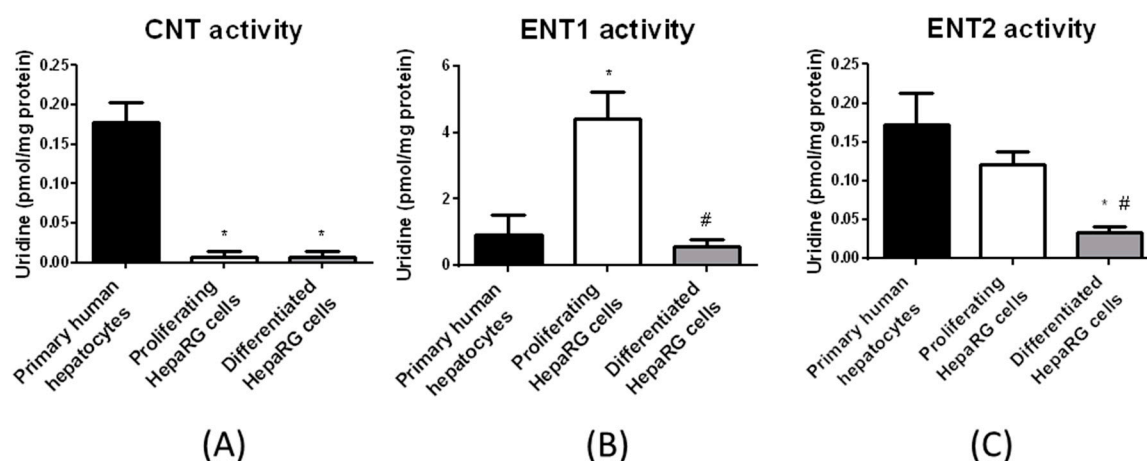 CNT activity
Uridine (pmol/mg protein)
0.25
0.20
0.15
0.10
0.05
0.00
*
*
Primary human
hepatocytes
Proliferating
HepaRG cells
Differentiated
HepaRG cells
(A)
ENT1 activity
Uridine (pmol/mg protein)
6
4
2
0
*
#
Primary human
hepatocytes
Proliferating
HepaRG cells
Differentiated
HepaRG cells
(B)
ENT2 activity
Uridine (pmol/mg protein)
0.25
0.20
0.15
0.10
0.05
0.00
* #
Primary human
hepatocytes
Proliferating
HepaRG cells
Differentiated
HepaRG cells
(C)